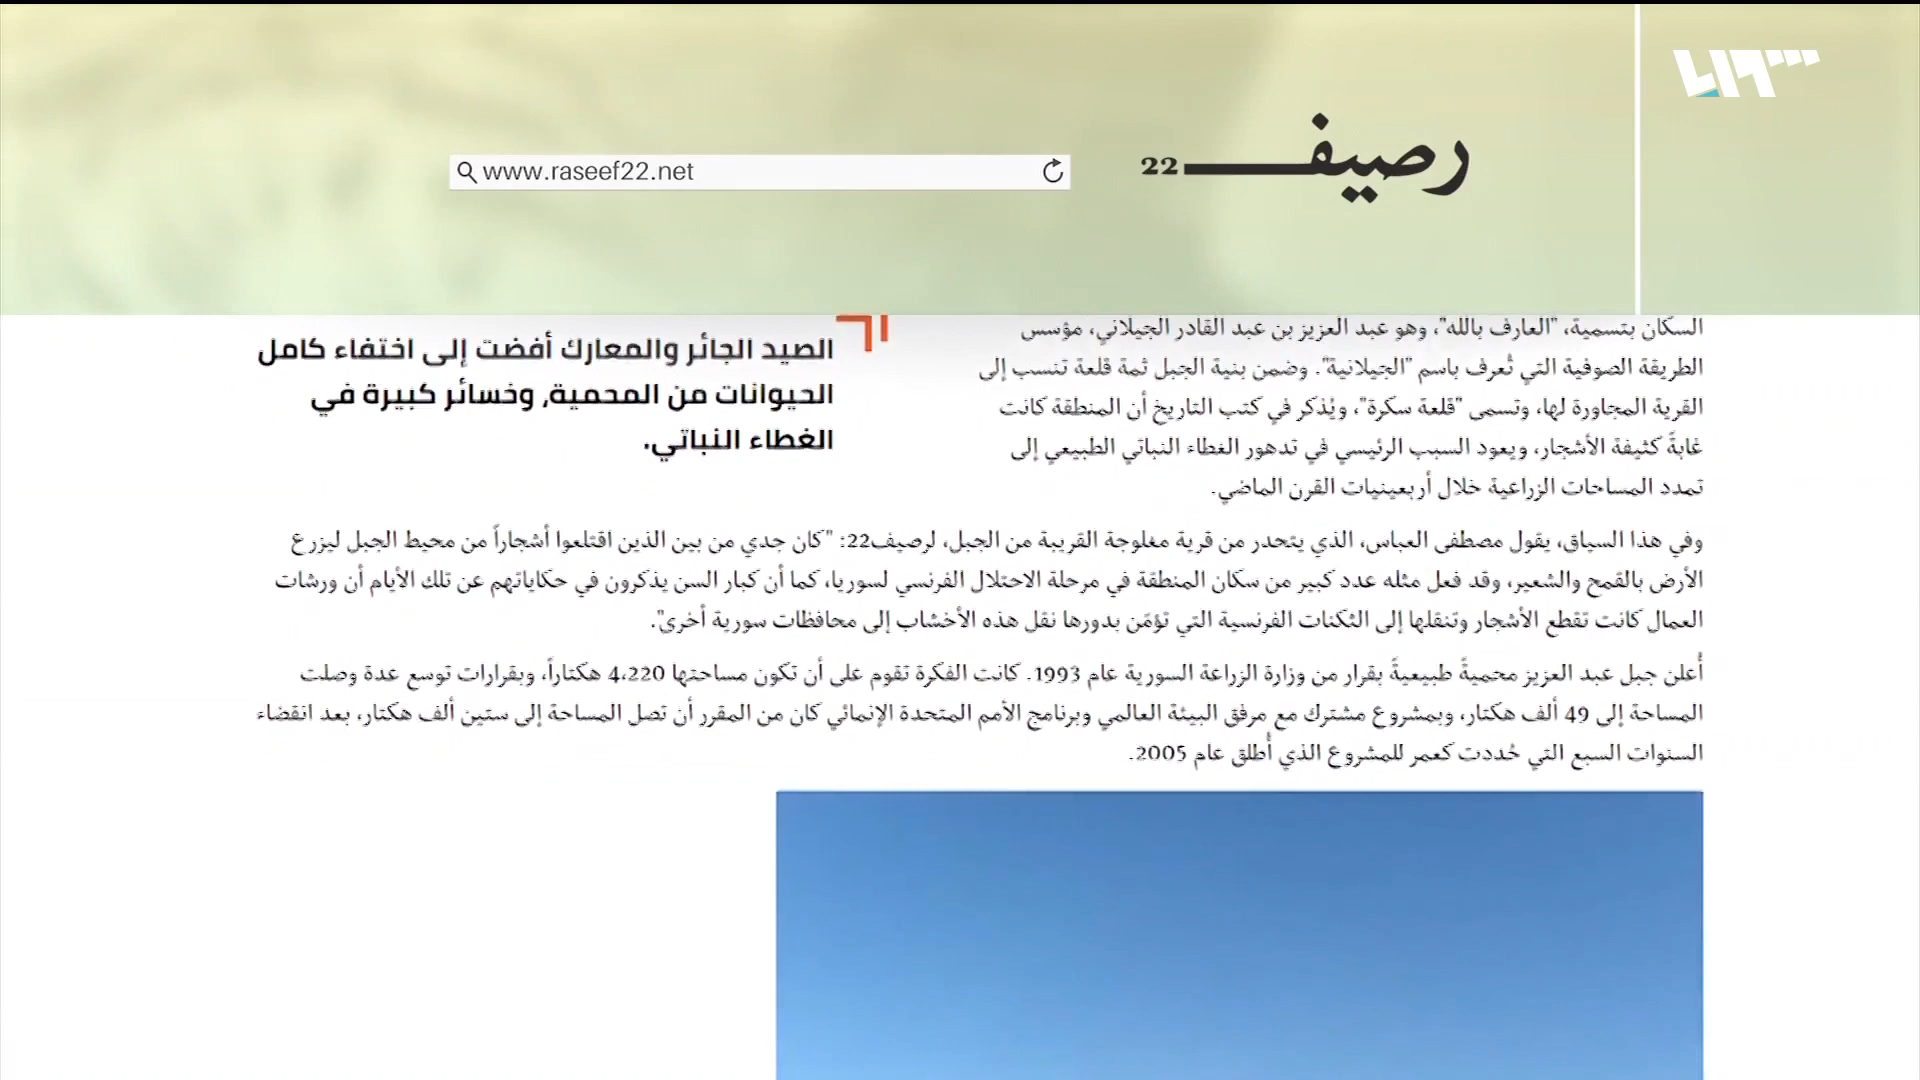 رصيف 22
www.raseef22.net
السكان بتسمية، "العارف بالله"، وهو عبد العزيز بن عبد القادر الجيلاني، مؤسس
الطريقة الصوفية التي تُعرف باسم "الجيلانية". وضمن بنية الجبل ثمة قلعة تنسب إلى
القرية المجاورة لها، وتسمى "قلعة سكرة"، ويُذكر في كتب التاريخ أن المنطقة كانت
غابةً كثيفة الأشجار، ويعود السبب الرئيسي في تدهور الغطاء النباتي الطبيعي إلى
تمدد المساحات الزراعية خلال أربعينيات القرن الماضي.
الصيد الجائر والمعارك أفضت إلى اختفاء كامل
الحيوانات من المحمية، وخسائر كبيرة في
الغطاء النباتي.
وفي هذا السياق، يقول مصطفى العباس، الذي يتحدر من قرية مغلوجة القريبة من الجبل، لرصيف22: "كان جدي من بين الذين اقتلعوا أشجاراً من محيط الجبل ليزرع
الأرض بالقمح والشعير، وقد فعل مثله عدد كبير من سكان المنطقة في مرحلة الاحتلال الفرنسي لسوريا، كما أن كبار السن يذكرون في حكاياتهم عن تلك الأيام أن ورشات
العمال كانت تقطع الأشجار وتنقلها إلى الثكنات الفرنسية التي تؤمّن بدورها نقل هذه الأخشاب إلى محافظات سورية أخرى".
أُعلن جبل عبد العزيز محميةً طبيعيةً بقرار من وزارة الزراعة السورية عام 1993. كانت الفكرة تقوم على أن تكون مساحتها 4،220 هكتاراً، وبقرارات توسع عدة وصلت
المساحة إلى 49 ألف هكتار، وبمشروع مشترك مع مرفق البيئة العالمي وبرنامج الأمم المتحدة الإنمائي كان من المقرر أن تصل المساحة إلى ستين ألف هكتار، بعد انقضاء
السنوات السبع التي حُددت كعمر للمشروع الذي أُطلق عام 2005.